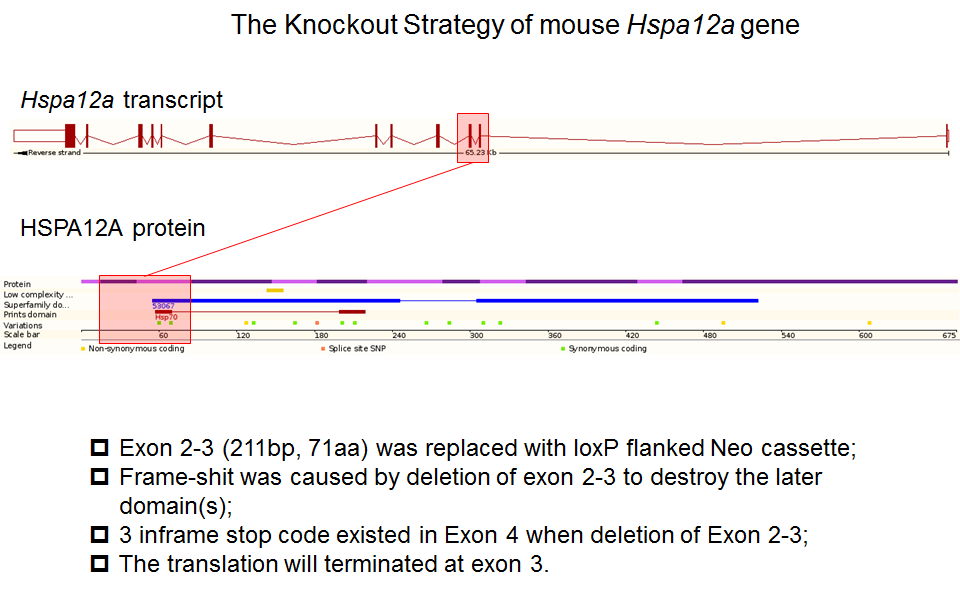 The Knockout Strategy of mouse Hspa12a gene
Hspa12a transcript
Reverse strand
65.23 Kb
HSPA12A protein
Protein
Low complexity ...
Superfamily do...
53067
Prints domain
Hsp70
Variations
Scale bar 60 120 180 240 300 360 420 480 540 600 675
Legend Non-synonymous coding Splice site SNP Synonymous coding
Exon 2-3 (211bp, 71aa) was replaced with loxP flanked Neo cassette;
Frame-shit was caused by deletion of exon 2-3 to destroy the later
domain(s);
3 inframe stop code existed in Exon 4 when deletion of Exon 2-3;
The translation will terminated at exon 3.